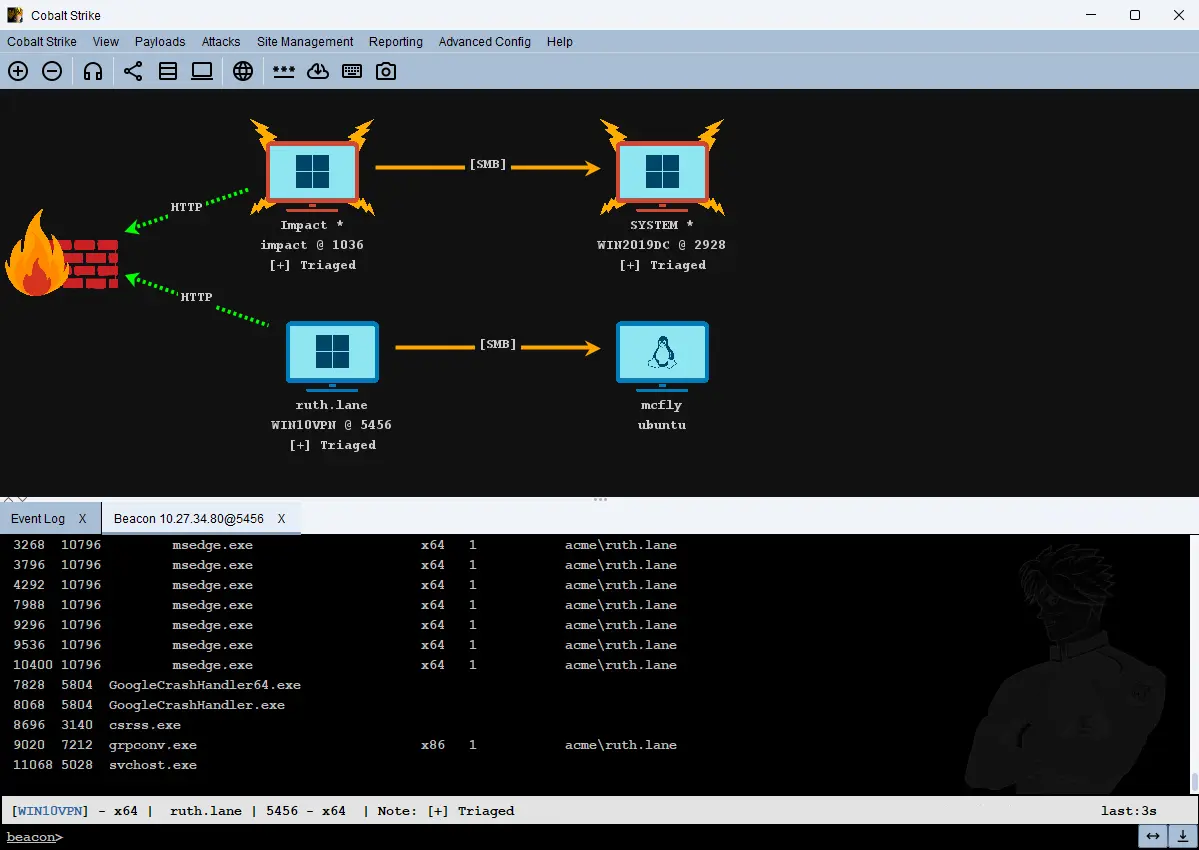 Cobalt Strike
Cobalt Strike View Payloads Attacks Site Management Reporting Advanced Config Help
[SMB]
[SMB]
HTTP
HTTP
Impact *
impact @ 1036
[+] Triaged
SYSTEM *
WIN2019DC @ 2928
[+] Triaged
ruth.lane
WIN10VPN @ 5456
[+] Triaged
mcfly
ubuntu
Event Log X Beacon 10.27.34.80@5456 X
3268 10796 msedge.exe x64 1 acme\ruth.lane
3796 10796 msedge.exe x64 1 acme\ruth.lane
4292 10796 msedge.exe x64 1 acme\ruth.lane
7988 10796 msedge.exe x64 1 acme\ruth.lane
9296 10796 msedge.exe x64 1 acme\ruth.lane
9536 10796 msedge.exe x64 1 acme\ruth.lane
10400 10796 msedge.exe x64 1 acme\ruth.lane
7828 5804 GoogleCrashHandler64.exe
8068 5804 GoogleCrashHandler.exe
8696 3140 csrss.exe
9020 7212 grpconv.exe x86 1 acme\ruth.lane
11068 5028 svchost.exe
[WIN10VPN] - x64 | ruth.lane | 5456 - x64 | Note: [+] Triaged last:3s
beacon>